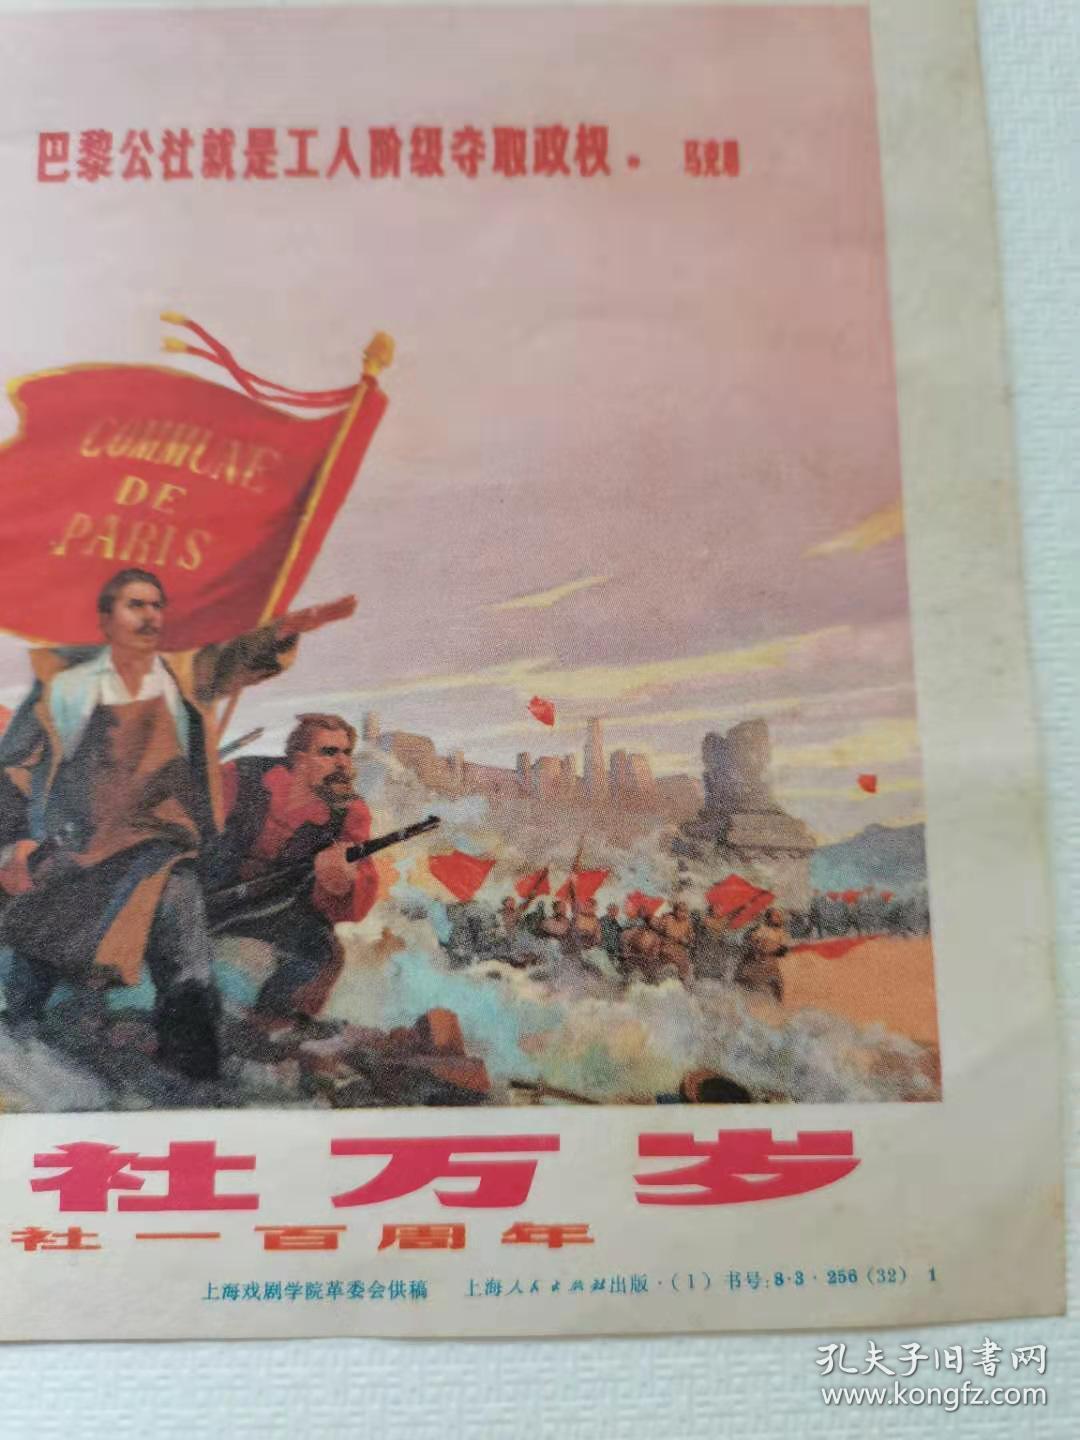 巴黎公社就是工人阶级夺取政权。 马克思
COMMUNE
DE
PARIS
社万岁
社一百周年
上海戏剧学院革委会供稿 上海人民出版社出版·(1) 书号:8·3·256(32) 1
孔夫子旧書网
www.kongfz.com